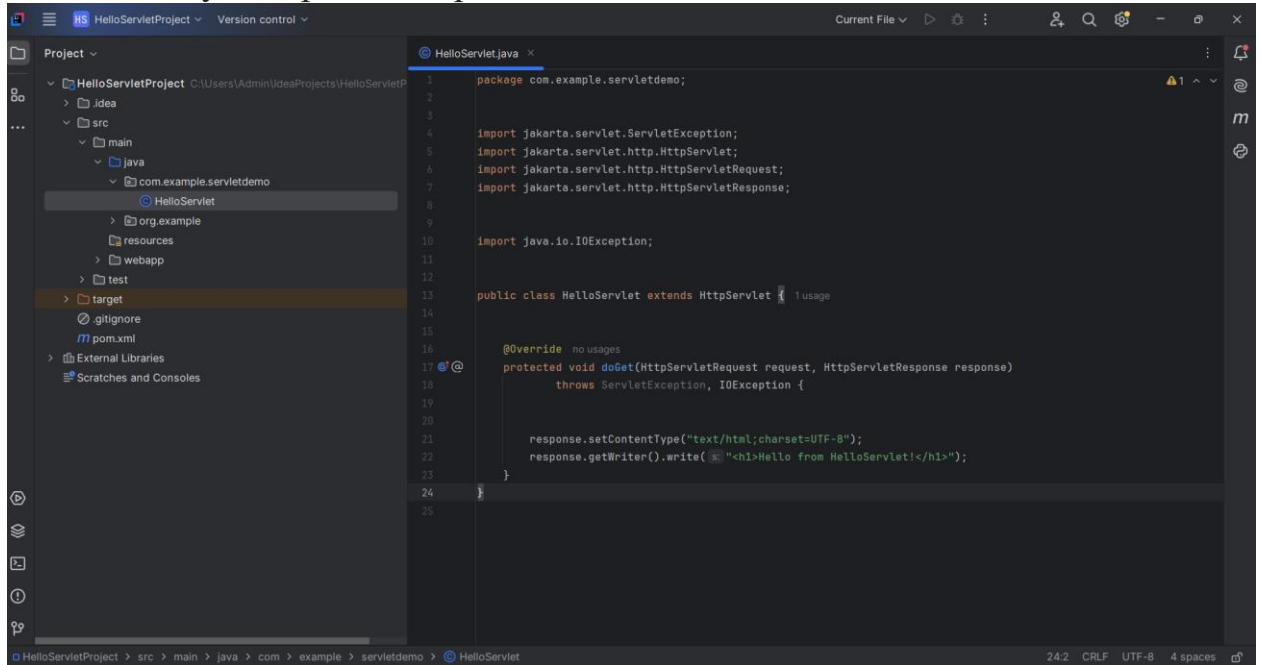 HS HelloServletProject Version control Current File
Project
HelloServlet.java
HelloServletProject C:\Users\Admin\IdeaProjects\HelloServletP
.idea
src
main
java
com.example.servletdemo
HelloServlet
org.example
resources
webapp
test
target
.gitignore
m pom.xml
External Libraries
Scratches and Consoles
1 package com.example.servletdemo; 1
2
3
4 import jakarta.servlet.ServletException;
5 import jakarta.servlet.http.HttpServlet;
6 import jakarta.servlet.http.HttpServletRequest;
7 import jakarta.servlet.http.HttpServletResponse;
8
9
10 import java.io.IOException;
11
12
13 public class HelloServlet extends HttpServlet { 1 usage
14
15
16 @Override no usages
17 @ protected void doGet(HttpServletRequest request, HttpServletResponse response)
18 throws ServletException, IOException {
19
20
21 response.setContentType("text/html;charset=UTF-8");
22 response.getWriter().write( s: "<h1>Hello from HelloServlet!</h1>");
23 }
24 }
25
m
HelloServletProject > src > main > java > com > example > servletdemo > HelloServlet
24:2 CRLF UTF-8 4 spaces